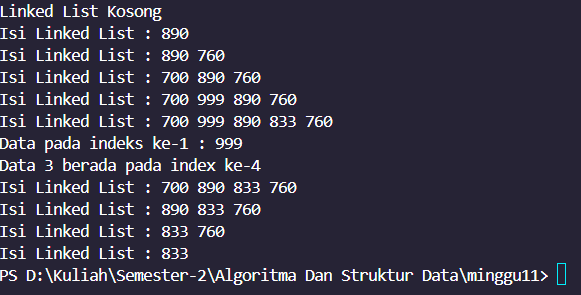 Linked List Kosong
Isi Linked List : 890
Isi Linked List : 890 760
Isi Linked List : 700 890 760
Isi Linked List : 700 999 890 760
Isi Linked List : 700 999 890 833 760
Data pada indeks ke-1 : 999
Data 3 berada pada index ke-4
Isi Linked List : 700 890 833 760
Isi Linked List : 890 833 760
Isi Linked List : 833 760
Isi Linked List : 833
PS D:\Kuliah\Semester-2\Algoritma Dan Struktur Data\minggu11>